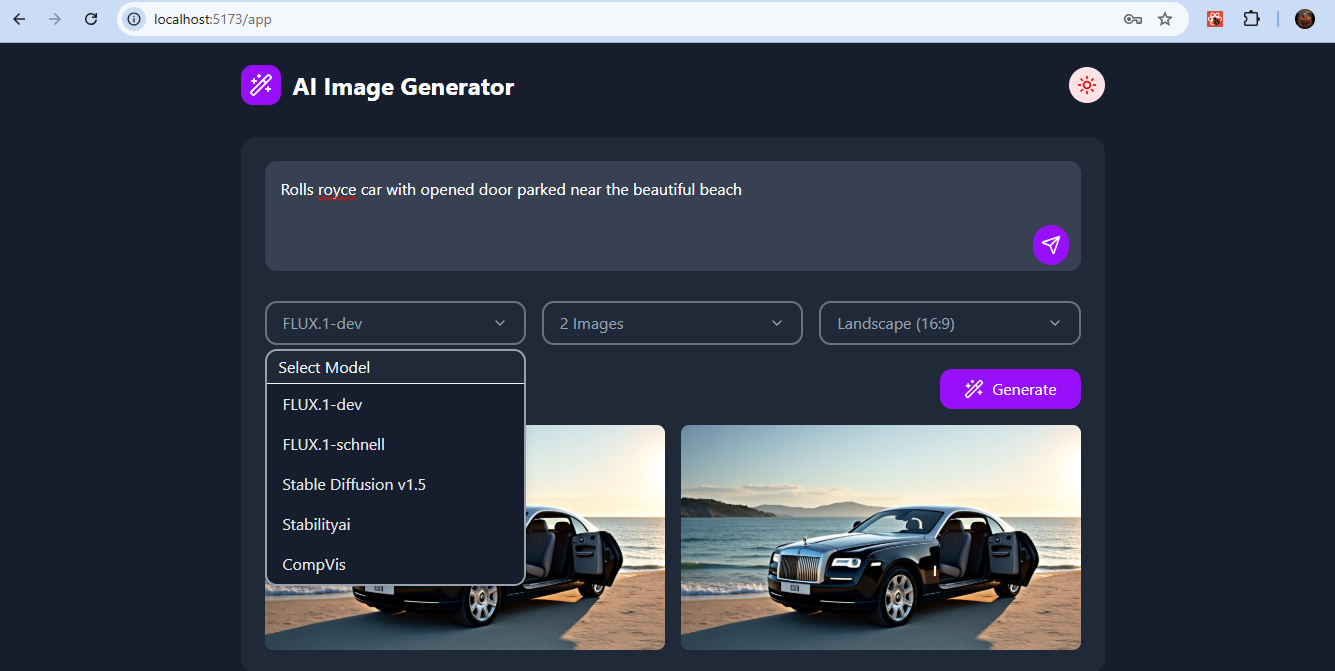 localhost:5173/app
AI Image Generator
Rolls royce car with opened door parked near the beautiful beach
FLUX.1-dev
2 Images
Landscape (16:9)
Select Model
FLUX.1-dev
FLUX.1-schnell
Stable Diffusion v1.5
Stabilityai
CompVis
Generate